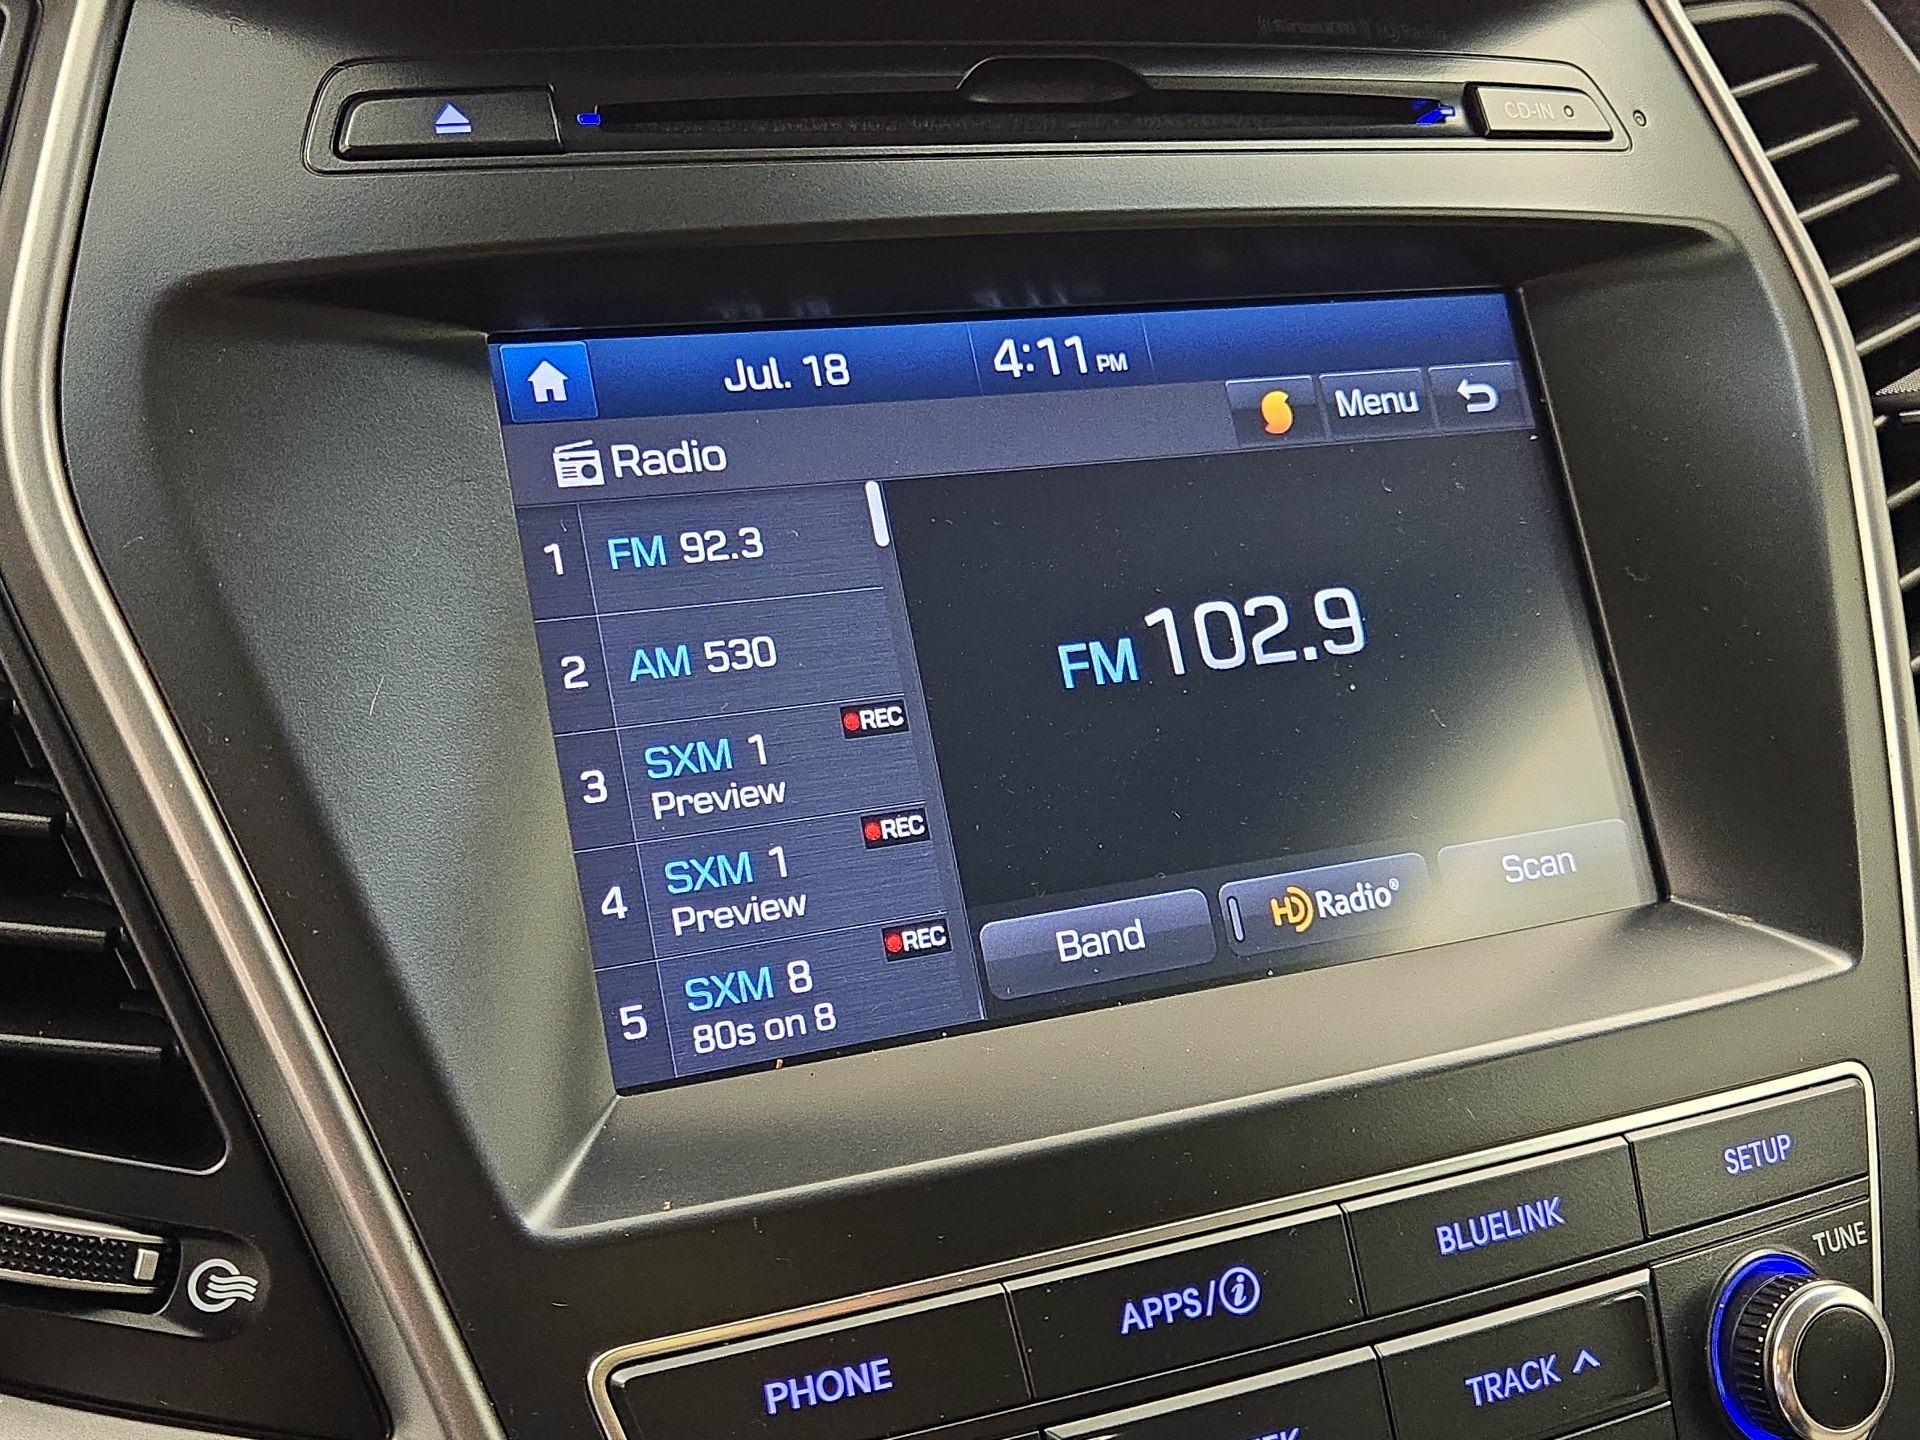 CD-IN
Jul. 18
4:11 PM
Radio
Menu
1 FM 92.3
2 AM 530
REC
3 SXM 1
Preview
REC
4 SXM 1
Preview
REC
5 SXM 8
80s on 8
FM 102.9
Band
HD Radio®
Scan
SETUP
BLUELINK
APPS/i
PHONE
TUNE
TRACK